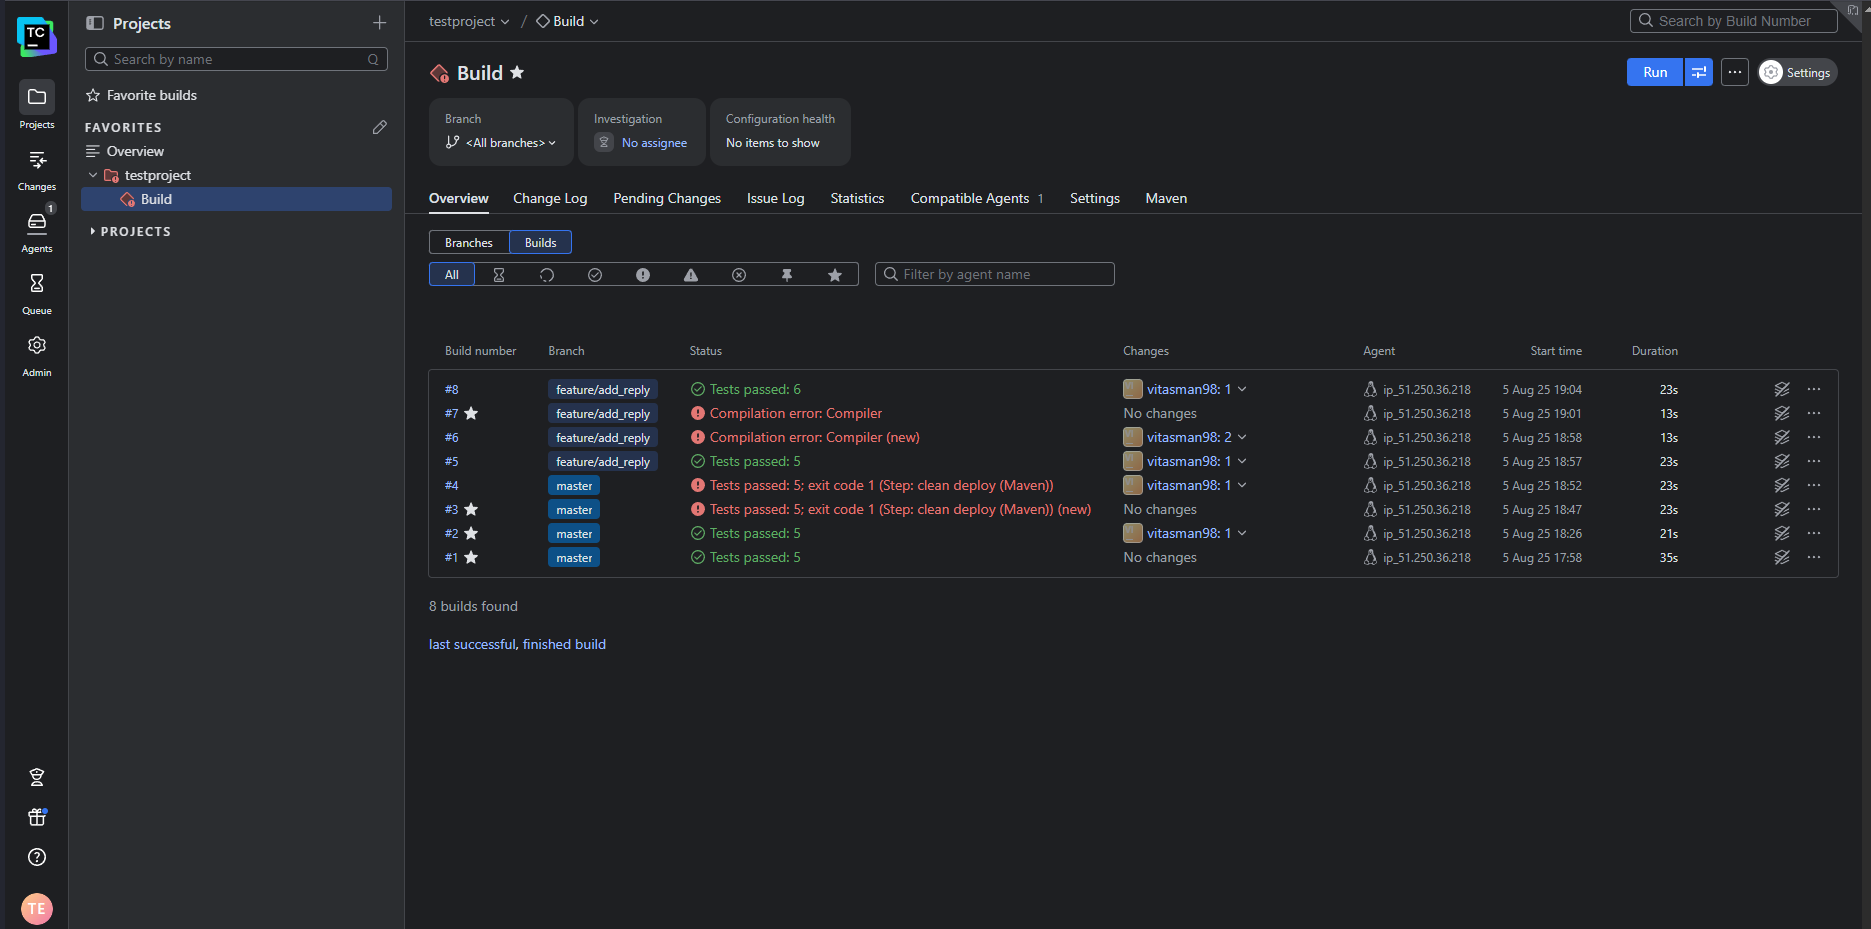 TC
Projects
Search by name
Q
Favorite builds
FAVORITES
Overview
testproject
Build
PROJECTS
Projects
Changes
1
Agents
Queue
Admin
TE
testproject / Build
Search by Build Number
Build
Run
Settings
Branch
<All branches>
Investigation
No assignee
Configuration health
No items to show
Overview Change Log Pending Changes Issue Log Statistics Compatible Agents 1 Settings Maven
Branches Builds
All
Filter by agent name
Build number Branch Status Changes Agent Start time Duration
#8 feature/add_reply Tests passed: 6 vitasman98: 1 ip_51.250.36.218 5 Aug 25 19:04 23s
#7 feature/add_reply Compilation error: Compiler No changes ip_51.250.36.218 5 Aug 25 19:01 13s
#6 feature/add_reply Compilation error: Compiler (new) vitasman98: 2 ip_51.250.36.218 5 Aug 25 18:58 13s
#5 feature/add_reply Tests passed: 5 vitasman98: 1 ip_51.250.36.218 5 Aug 25 18:57 23s
#4 master Tests passed: 5; exit code 1 (Step: clean deploy (Maven)) vitasman98: 1 ip_51.250.36.218 5 Aug 25 18:52 23s
#3 master Tests passed: 5; exit code 1 (Step: clean deploy (Maven)) (new) No changes ip_51.250.36.218 5 Aug 25 18:47 23s
#2 master Tests passed: 5 vitasman98: 1 ip_51.250.36.218 5 Aug 25 18:26 21s
#1 master Tests passed: 5 No changes ip_51.250.36.218 5 Aug 25 17:58 35s
8 builds found
last successful, finished build